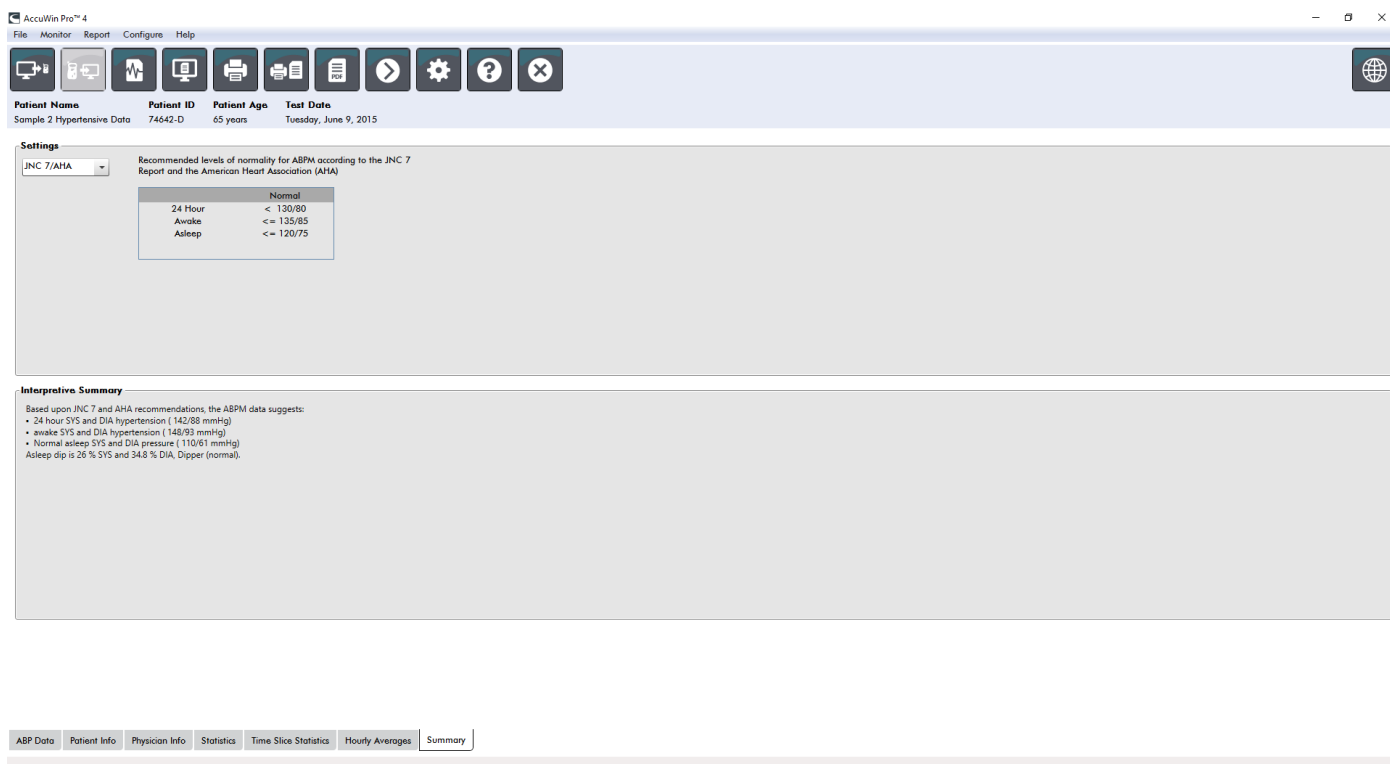 AccuWin Pro™ 4
File Monitor Report Configure Help
PDF
Patient Name Patient ID Patient Age Test Date
Sample 2 Hypertensive Data 74642-D 65 years Tuesday, June 9, 2015
Settings
JNC 7/AHA
Recommended levels of normality for ABPM according to the JNC 7
Report and the American Heart Association (AHA)
Normal
24 Hour < 130/80
Awake <= 135/85
Asleep <= 120/75
Interpretive Summary
Based upon JNC 7 and AHA recommendations, the ABPM data suggests:
• 24 hour SYS and DIA hypertension ( 142/88 mmHg)
• awake SYS and DIA hypertension ( 148/93 mmHg)
• Normal asleep SYS and DIA pressure ( 110/61 mmHg)
Asleep dip is 26 % SYS and 34.8 % DIA, Dipper (normal).
ABP Data Patient Info Physician Info Statistics Time Slice Statistics Hourly Averages Summary